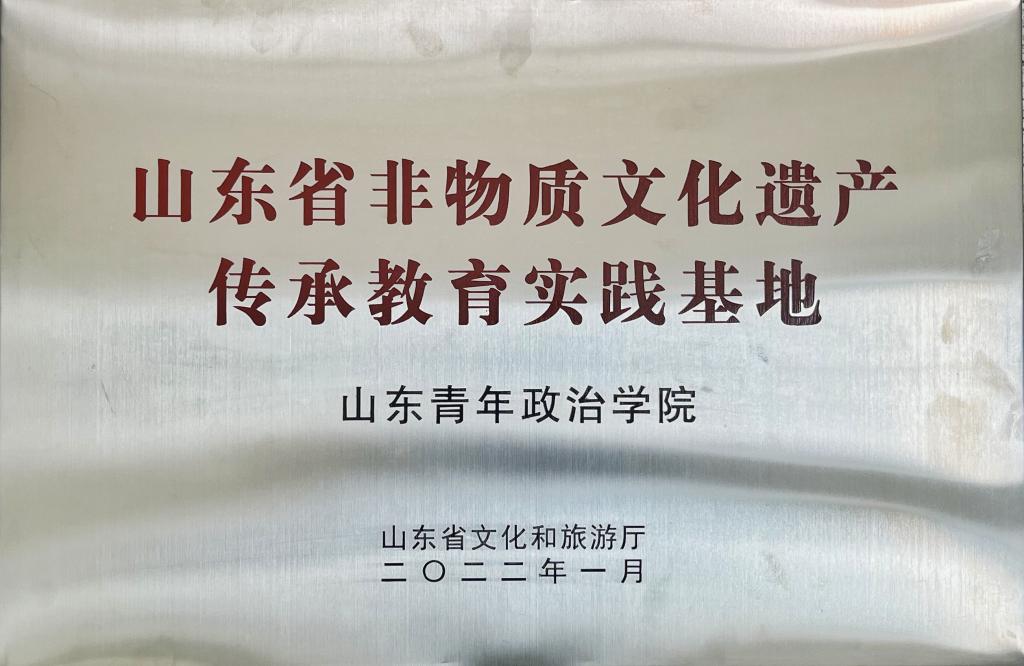 山东省非物质文化遗产
传承教育实践基地
山东青年政治学院
山东省文化和旅游厅
二〇二二年一月